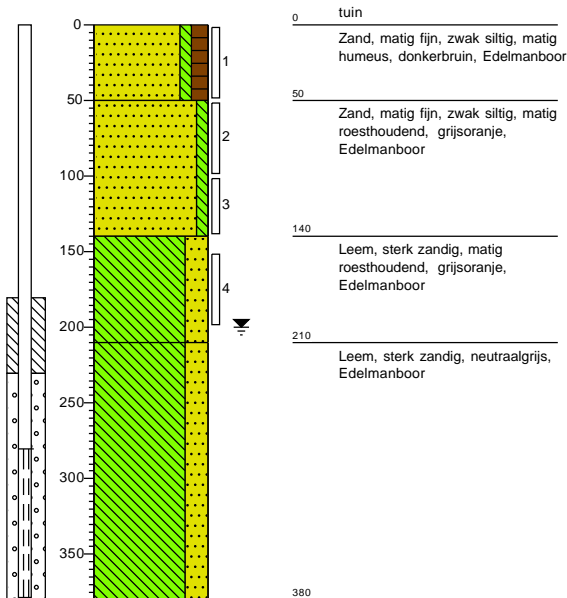 0
50
100
150
200
250
300
350
1
2
3
4
0
tuin
Zand, matig fijn, zwak siltig, matig
humeus, donkerbruin, Edelmanboor
50
Zand, matig fijn, zwak siltig, matig
roesthoudend, grijsoranje,
Edelmanboor
140
Leem, sterk zandig, matig
roesthoudend, grijsoranje,
Edelmanboor
210
Leem, sterk zandig, neutraalgrijs,
Edelmanboor
380